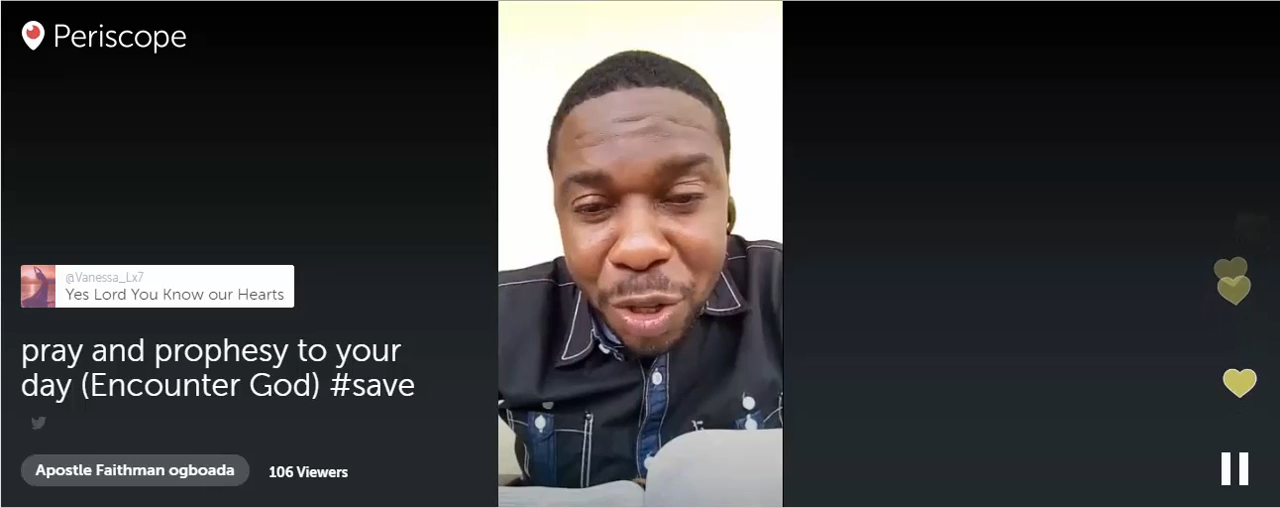 Periscope
@Vanessa_Lx7
Yes Lord You Know our Hearts
pray and prophesy to your
day (Encounter God) #save
Apostle Faithman ogboada
106 Viewers